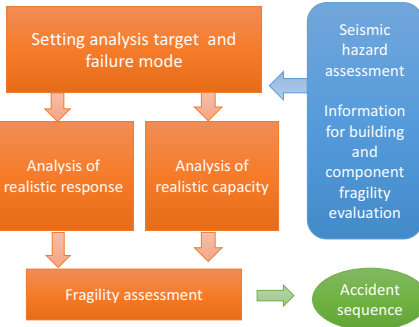 Setting analysis target and
failure mode
Seismic
hazard
assessment
Information
for building
and
component
fragility
evaluation
Analysis of
realistic response
Analysis of
realistic capacity
Fragility assessment
Accident
sequence